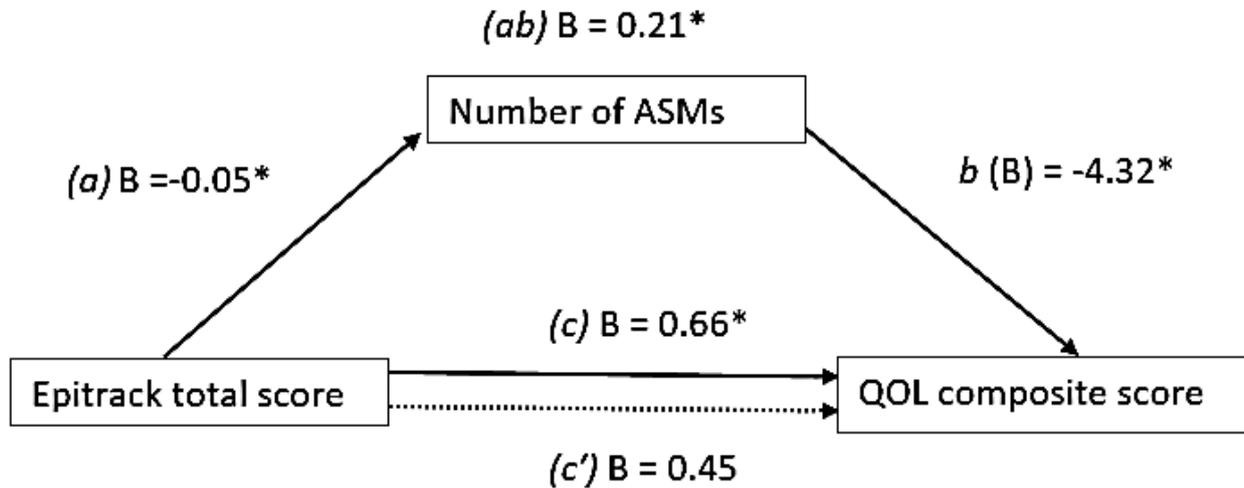 (ab) B = 0.21*
Number of ASMs
(a) B =-0.05*
b (B) = -4.32*
(c) B = 0.66*
Epitrack total score
QOL composite score
(c') B = 0.45